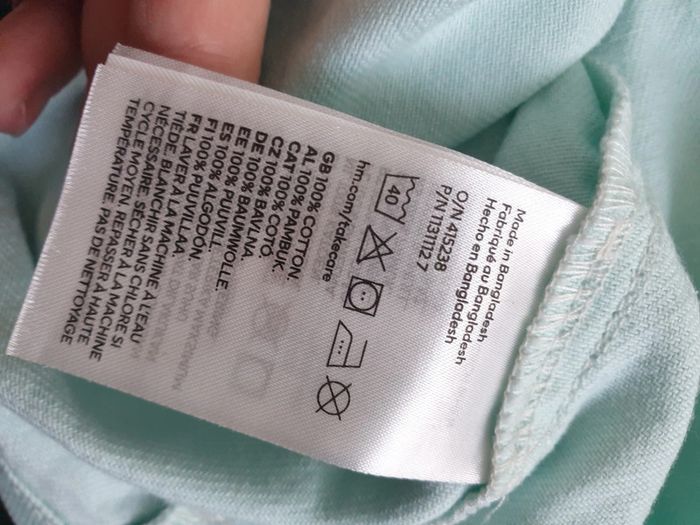 Made in Bangladesh
Fabriqué au Bangladesh
Hecho en Bangladesh
O/N 415238
P/N 1131112 7
40
hm.com/takecare
GB 100% COTTON.
AL 100% PAMBUK.
CAT 100% COTÓ.
CZ 100% BAVLNA.
DE 100% BAUMWOLLE.
EE 100% PUUVILL.
ES 100% ALGODÓN.
FI 100% PUUVILLAA.
FR LAVER À LA MACHINE À L'EAU
TIÈDE. BLANCHIR SANS CHLORE SI
NÉCESSAIRE. SÉCHER À LA
CYCLE MOYEN. REPASSER À
TEMPÉRATURE. PAS DE NETTOYAGE